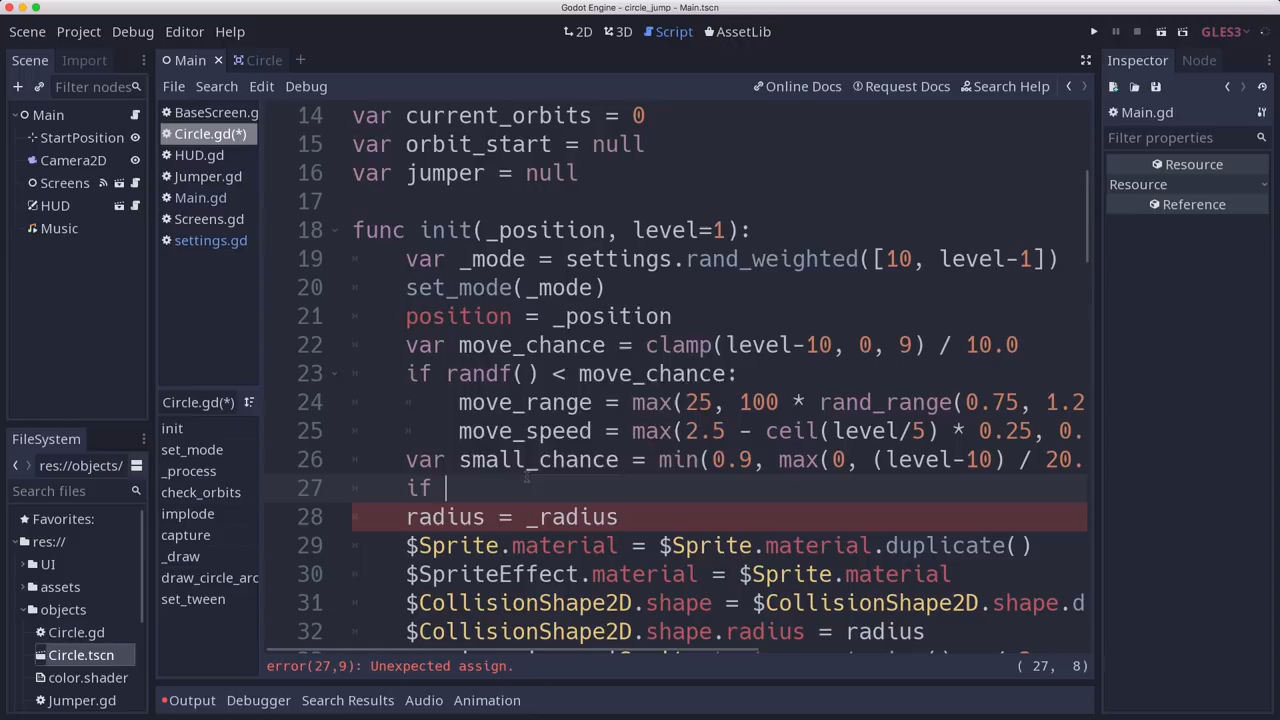 Godot Engine - circle_jump - Main.tscn
Scene Project Debug Editor Help
2D 3D Script AssetLib
GLES3
Scene Import
Main Circle
Inspector Node
Filter nodes
File Search Edit Debug
Online Docs Request Docs Search Help
Main.gd
Filter properties
Resource
Resource
Reference
Main
StartPosition
Camera2D
Screens
HUD
Music
BaseScreen.g
Circle.gd(*)
HUD.gd
Jumper.gd
Main.gd
Screens.gd
settings.gd
Circle.gd(*)
init
set_mode
_process
check_orbits
implode
capture
_draw
draw_circle_arc
set_tween
FileSystem
res://objects/
Search files
Favorites:
res://
UI
assets
objects
Circle.gd
Circle.tscn
color.shader
Jumper.gd
14 var current_orbits = 0
15 var orbit_start = null
16 var jumper = null
17
18 func init(_position, level=1):
19 var _mode = settings.rand_weighted([10, level-1])
20 set_mode(_mode)
21 position = _position
22 var move_chance = clamp(level-10, 0, 9) / 10.0
23 if randf() < move_chance:
24 move_range = max(25, 100 * rand_range(0.75, 1.2
25 move_speed = max(2.5 - ceil(level/5) * 0.25, 0.
26 var small_chance = min(0.9, max(0, (level-10) / 20.
27 if
28 radius = _radius
29 $Sprite.material = $Sprite.material.duplicate()
30 $SpriteEffect.material = $Sprite.material
31 $CollisionShape2D.shape = $CollisionShape2D.shape.d
32 $CollisionShape2D.shape.radius = radius
error(27,9): Unexpected assign.
( 27, 8)
Output Debugger Search Results Audio Animation